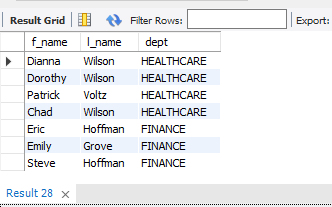 Result Grid Filter Rows: Export:
f_name l_name dept
Dianna Wilson HEALTHCARE
Dorothy Wilson HEALTHCARE
Patrick Voltz HEALTHCARE
Chad Wilson HEALTHCARE
Eric Hoffman FINANCE
Emily Grove FINANCE
Steve Hoffman FINANCE
Result 28 ×